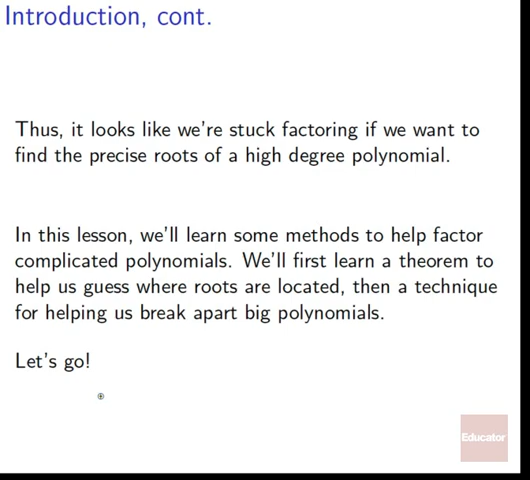 Introduction, cont.
Thus, it looks like we're stuck factoring if we want to
find the precise roots of a high degree polynomial.
In this lesson, we'll learn some methods to help factor
complicated polynomials. We'll first learn a theorem to
help us guess where roots are located, then a technique
for helping us break apart big polynomials.
Let's go!
Educator